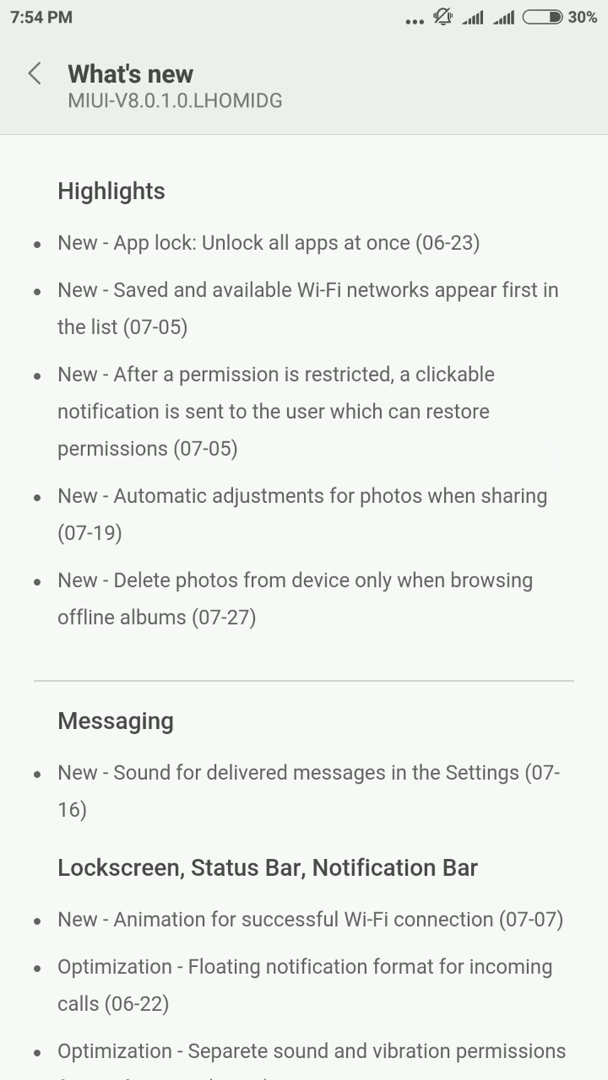 7:54 PM ... 30%
What's new
MIUI-V8.0.1.0.LHOMIDG
Highlights
• New - App lock: Unlock all apps at once (06-23)
• New - Saved and available Wi-Fi networks appear first in
the list (07-05)
• New - After a permission is restricted, a clickable
notification is sent to the user which can restore
permissions (07-05)
• New - Automatic adjustments for photos when sharing
(07-19)
• New - Delete photos from device only when browsing
offline albums (07-27)
Messaging
• New - Sound for delivered messages in the Settings (07-
16)
Lockscreen, Status Bar, Notification Bar
• New - Animation for successful Wi-Fi connection (07-07)
• Optimization - Floating notification format for incoming
calls (06-22)
• Optimization - Separete sound and vibration permissions